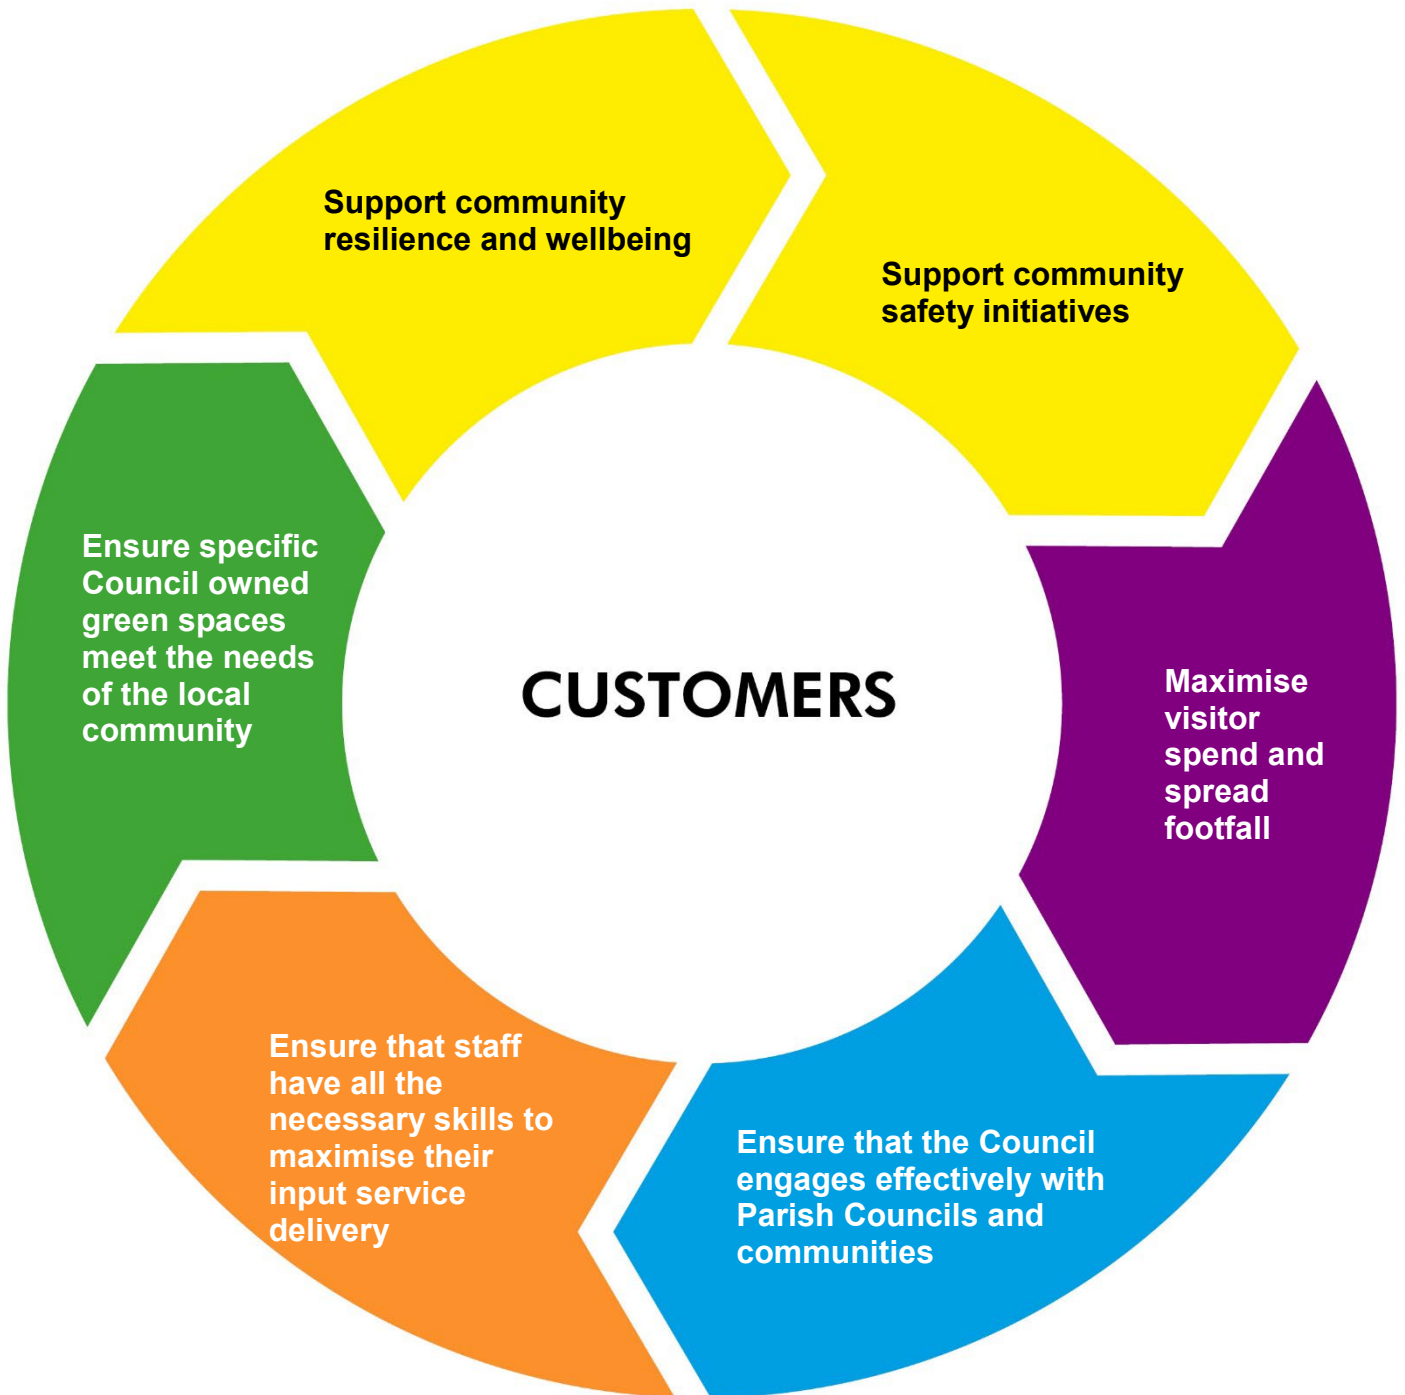 Support community
resilience and wellbeing
Support community
safety initiatives
Maximise
visitor
spend and
spread
footfall
Ensure that the Council
engages effectively with
Parish Councils and
communities
Ensure that staff
have all the
necessary skills to
maximise their
input service
delivery
Ensure specific
Council owned
green spaces
meet the needs
of the local
community
CUSTOMERS